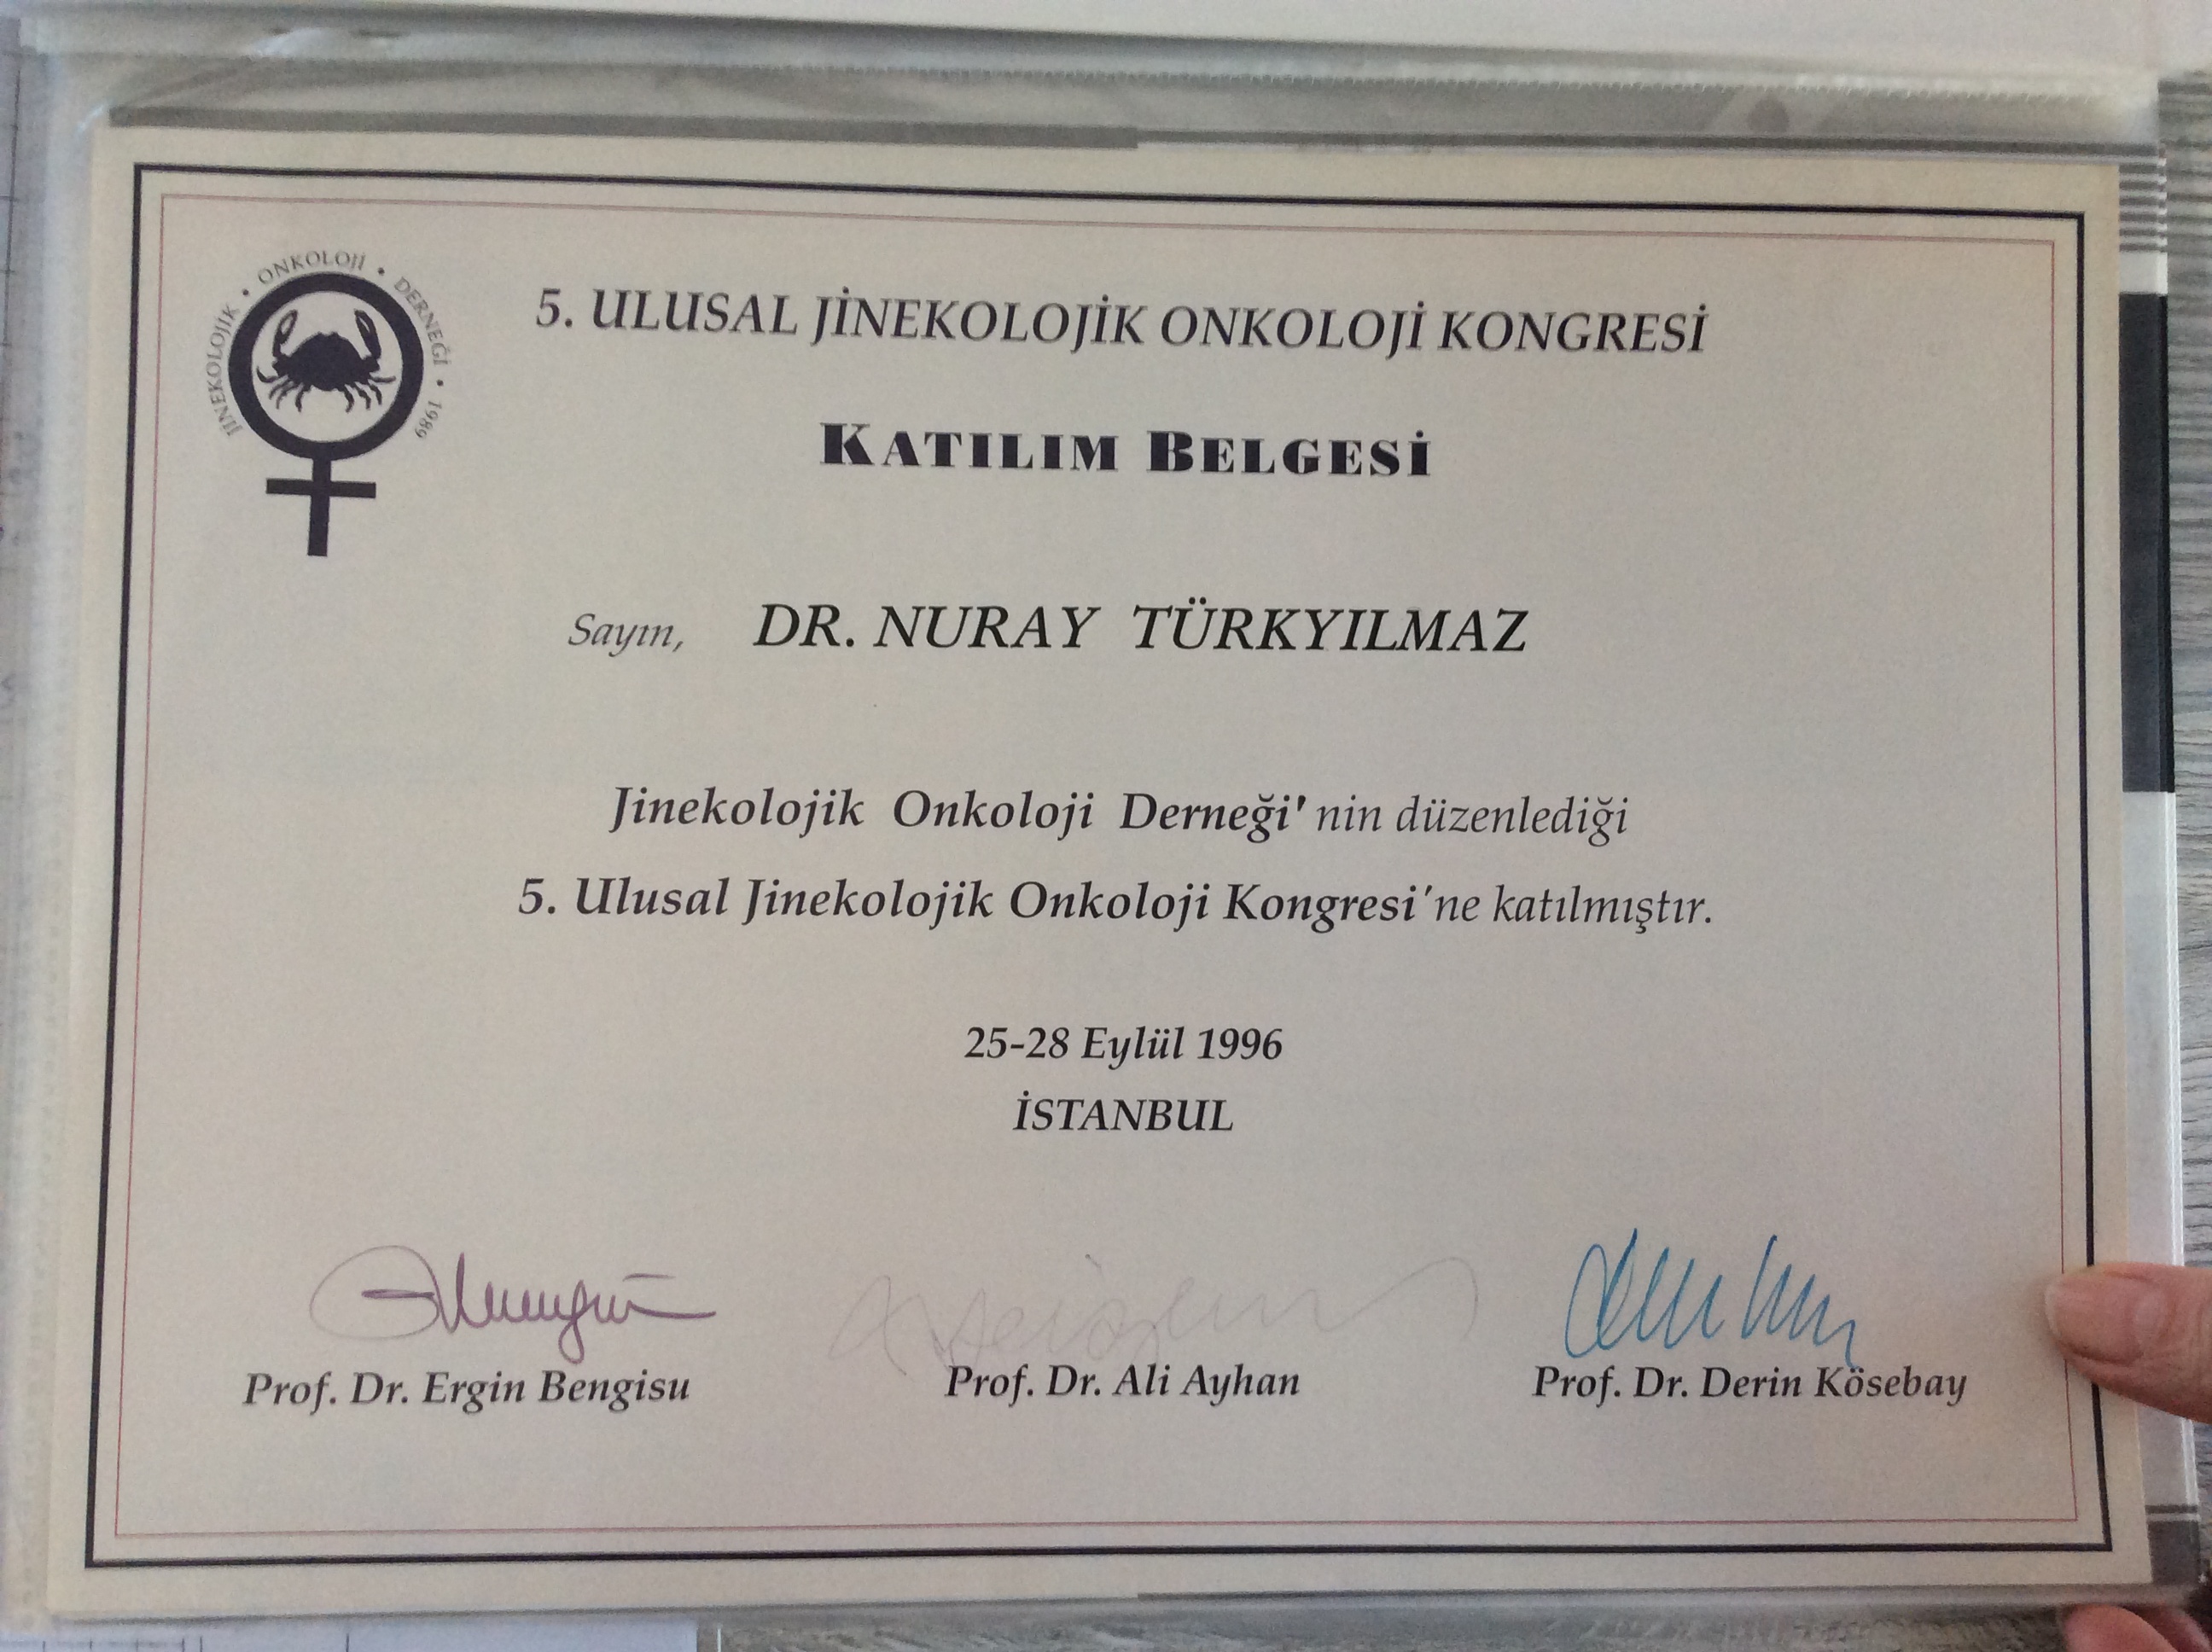 JİNEKOLOJİK • ONKOLOJİ • DERNEĞİ • 1989
5. ULUSAL JİNEKOLOJİK ONKOLOJİ KONGRESİ
KATILIM BELGESİ
Sayın, DR. NURAY TÜRKYILMAZ
Jinekolojik Onkoloji Derneği'nin düzenlediği
5. Ulusal Jinekolojik Onkoloji Kongresi'ne katılmıştır.
25-28 Eylül 1996
İSTANBUL
Prof. Dr. Ergin Bengisu
Prof. Dr. Ali Ayhan
Prof. Dr. Derin Kösebay